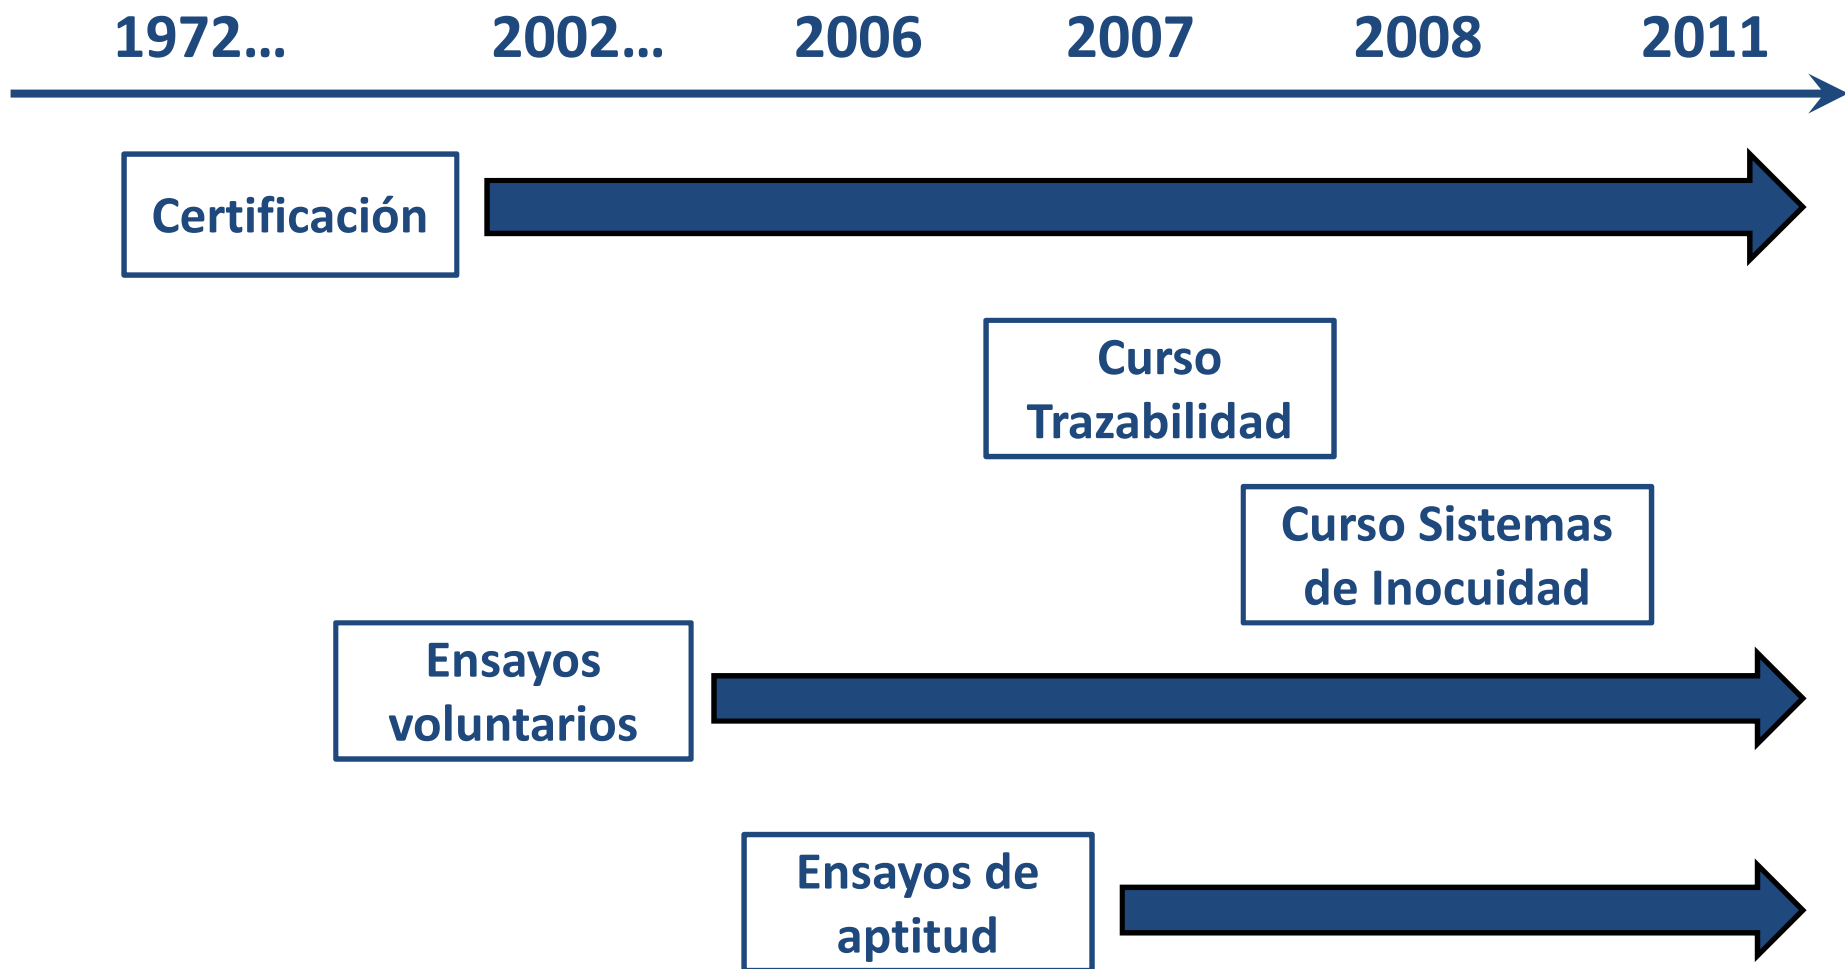 1972… 2002… 2006 2007 2008 2011
Certificación
Curso
Trazabilidad
Curso Sistemas
de Inocuidad
Ensayos
voluntarios
Ensayos de
aptitud